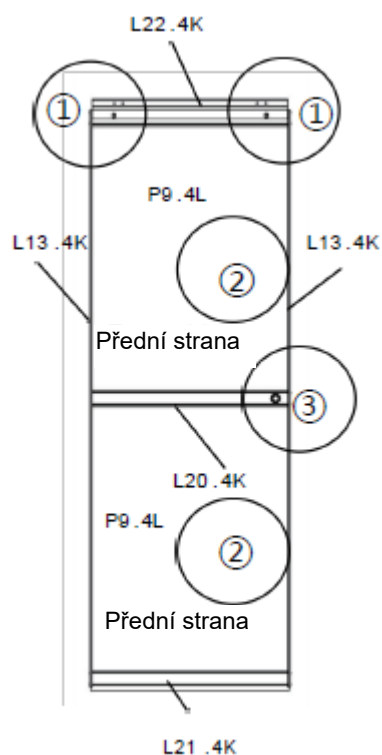 L22 .4K
① ①
P9 .4L
L13 .4K L13 .4K
②
Přední strana
③
L20 .4K
P9 .4L
②
Přední strana
L21 .4K